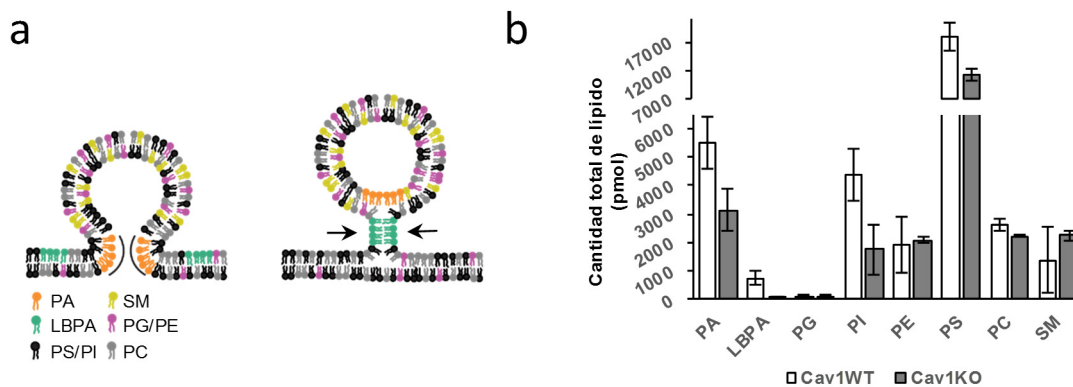 a
PA
SM
LBPA
PG/PE
PS/PI
PC
b
Cantidad total de lipido
(pmol)
17000
12000
7000
6000
5000
4000
3000
2000
1000
0
PA
LBPA
PG
PI
PE
PS
PC
SM
Cav1WT
Cav1KO